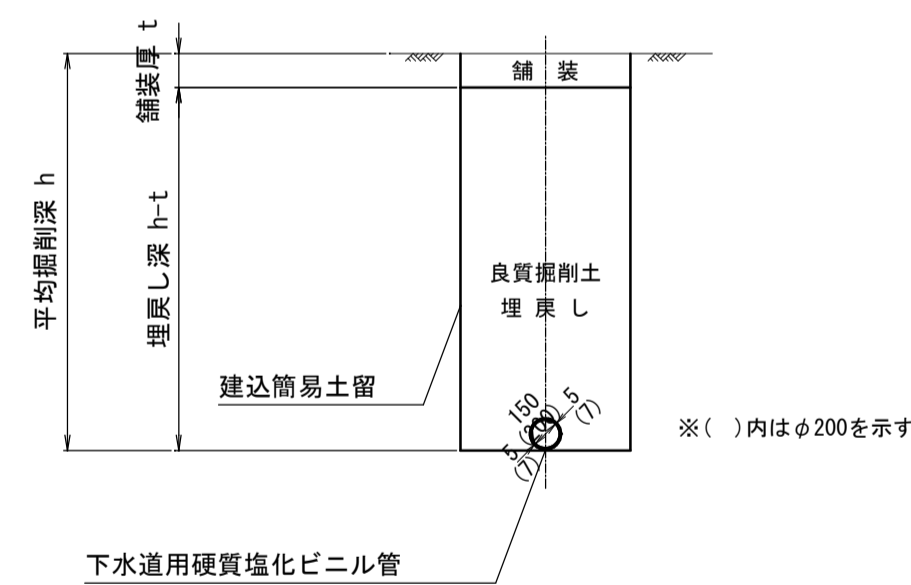 舗装厚 t
舗 装
平均掘削深 h
埋戻し深 h-t
良質掘削土
埋 戻 し
建込簡易土留
150
(200)
5
(7)
5
(7)
※( )内はφ200を示す
下水道用硬質塩化ビニル管